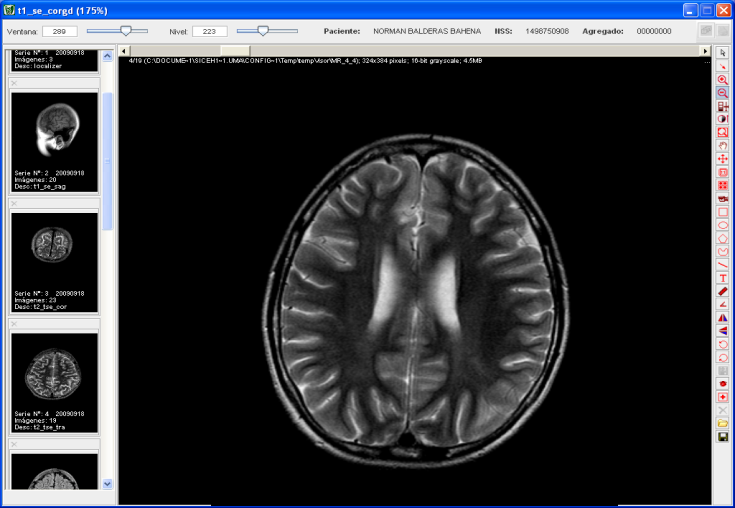 t1_se_corgd (175%)
Ventana: 289 Nivel: 223 Paciente: NORMAN BALDERAS BAHENA NSS: 1498750908 Agregado: 00000000
Serie Nº: 1 20090918
Imágenes: 3
Desc: localizer
Serie Nº: 2 20090918
Imágenes: 20
Desc: t1_se_sag
Serie Nº: 3 20090918
Imágenes: 23
Desc: t2_tse_cor
Serie Nº: 4 20090918
Imágenes: 19
Desc: t2_tse_tra
4/19 (C:\DOCUME~1\SICEH1~1.UMA\CONFIG~1\Temp\temp\visor\MR_4_4); 324x384 pixels; 16-bit grayscale; 4.5MB
...
T